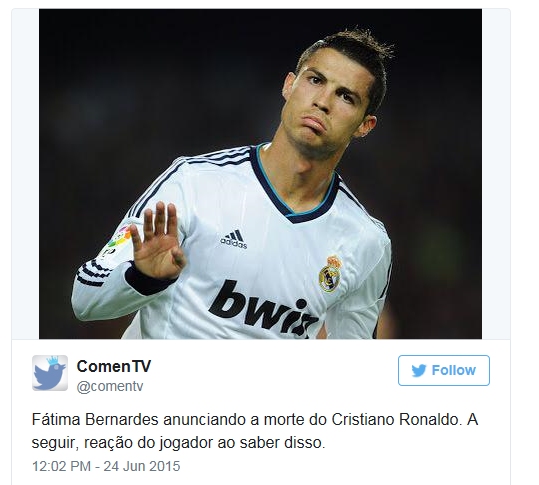 adidas
bwin
ComenTV
@comentv
Follow
Fátima Bernardes anunciando a morte do Cristiano Ronaldo. A
seguir, reação do jogador ao saber disso.
12:02 PM - 24 Jun 2015